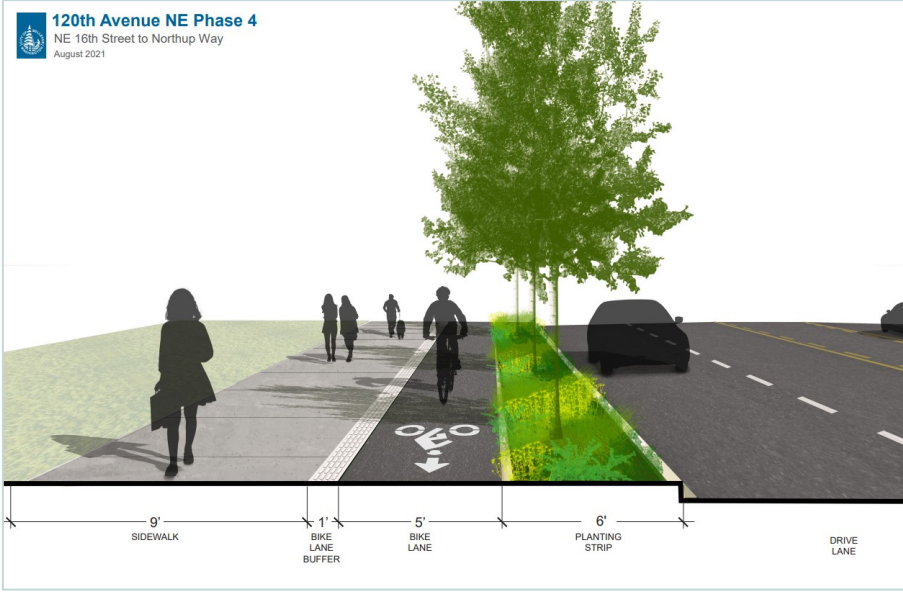 120th Avenue NE Phase 4
NE 16th Street to Northup Way
August 2021
9'
SIDEWALK
1'
BIKE
LANE
BUFFER
5'
BIKE
LANE
6'
PLANTING
STRIP
DRIVE
LANE